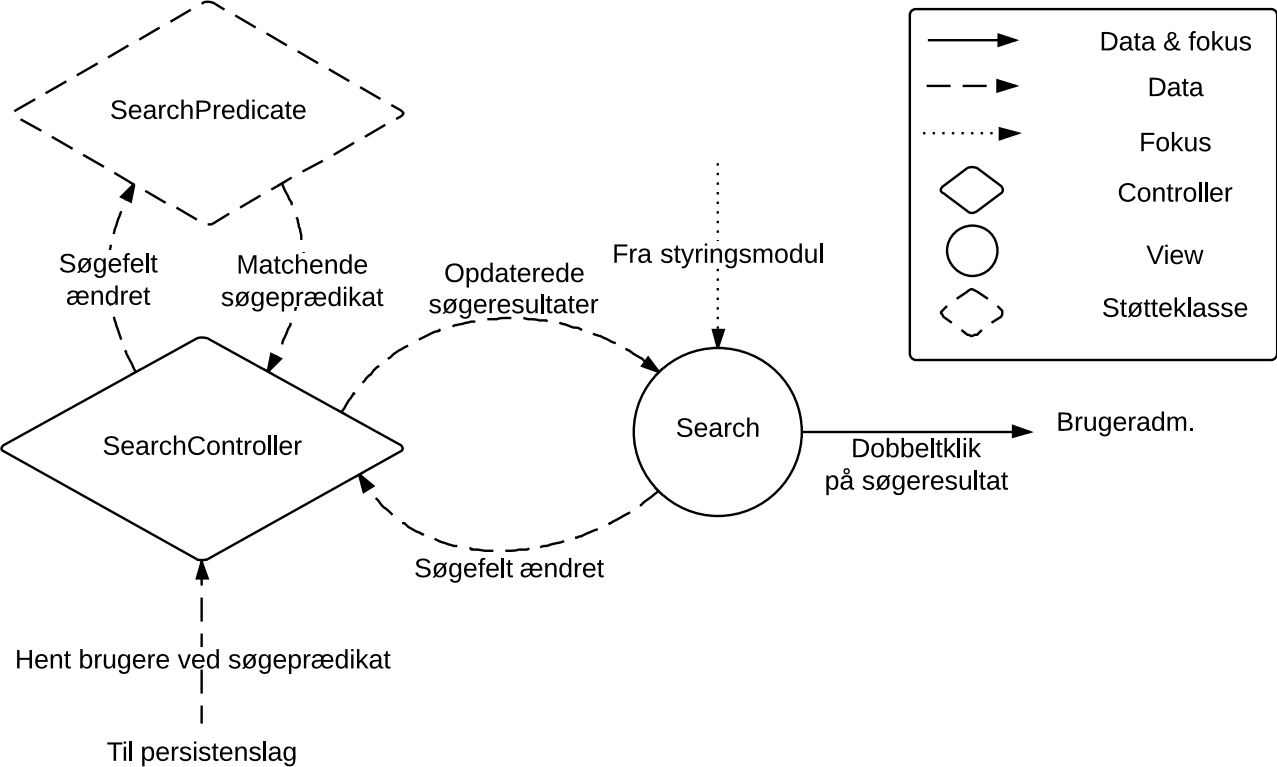 SearchPredicate
Søgefelt
ændret
Matchende
søgeprædikat
Opdaterede
søgeresultater
Fra styringsmodul
SearchController
Search
Dobbeltklik
på søgeresultat
Brugeradm.
Søgefelt ændret
Hent brugere ved søgeprædikat
Til persistenslag
Data & fokus
Data
Fokus
Controller
View
Støtteklasse